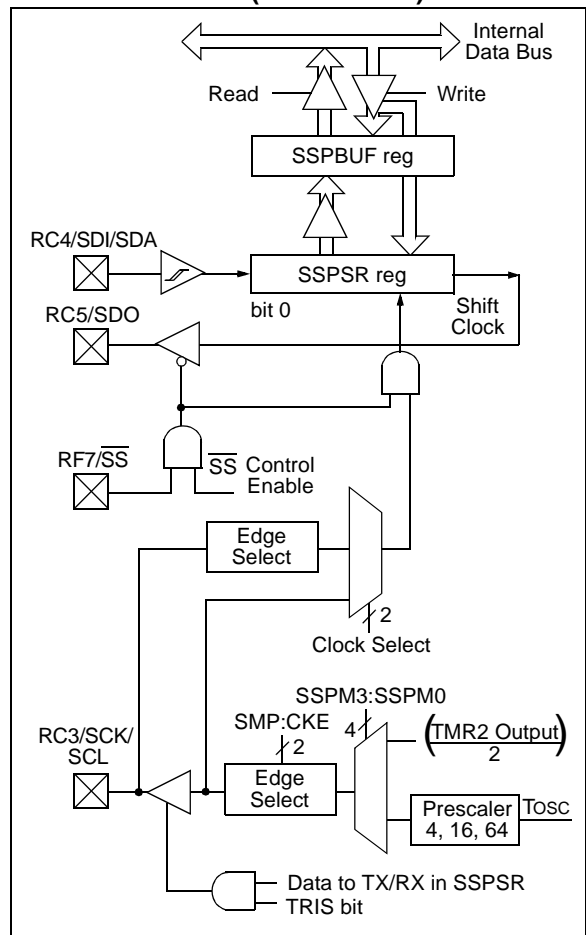 Internal
Data Bus
Read
Write
SSPBUF reg
RC4/SDI/SDA
SSPSR reg
RC5/SDO
bit 0
Shift
Clock
RF7/S̅S̅
S̅S̅ Control
Enable
Edge
Select
2
Clock Select
SSPM3:SSPM0
SMP:CKE
4
(TMR2 Output
2)
2
RC3/SCK/
SCL
Edge
Select
Prescaler
4, 16, 64
TOSC
Data to TX/RX in SSPSR
TRIS bit